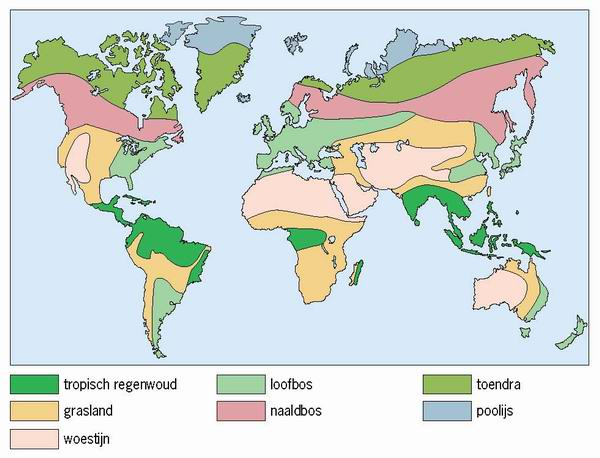 tropisch regenwoud
loofbos
toendra
grasland
naaldbos
poolijs
woestijn